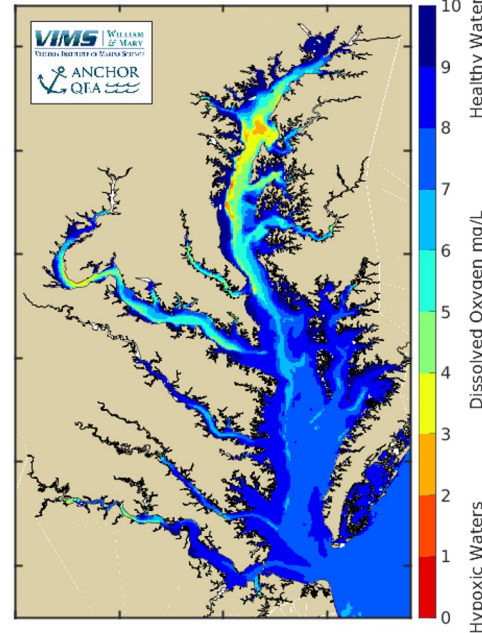 VIMS | WILLIAM & MARY
VIRGINIA INSTITUTE OF MARINE SCIENCE
ANCHOR
QEA
10
9
8
7
6
5
4
3
2
1
0
Healthy Waters
Dissolved Oxygen mg/L
Hypoxic Waters